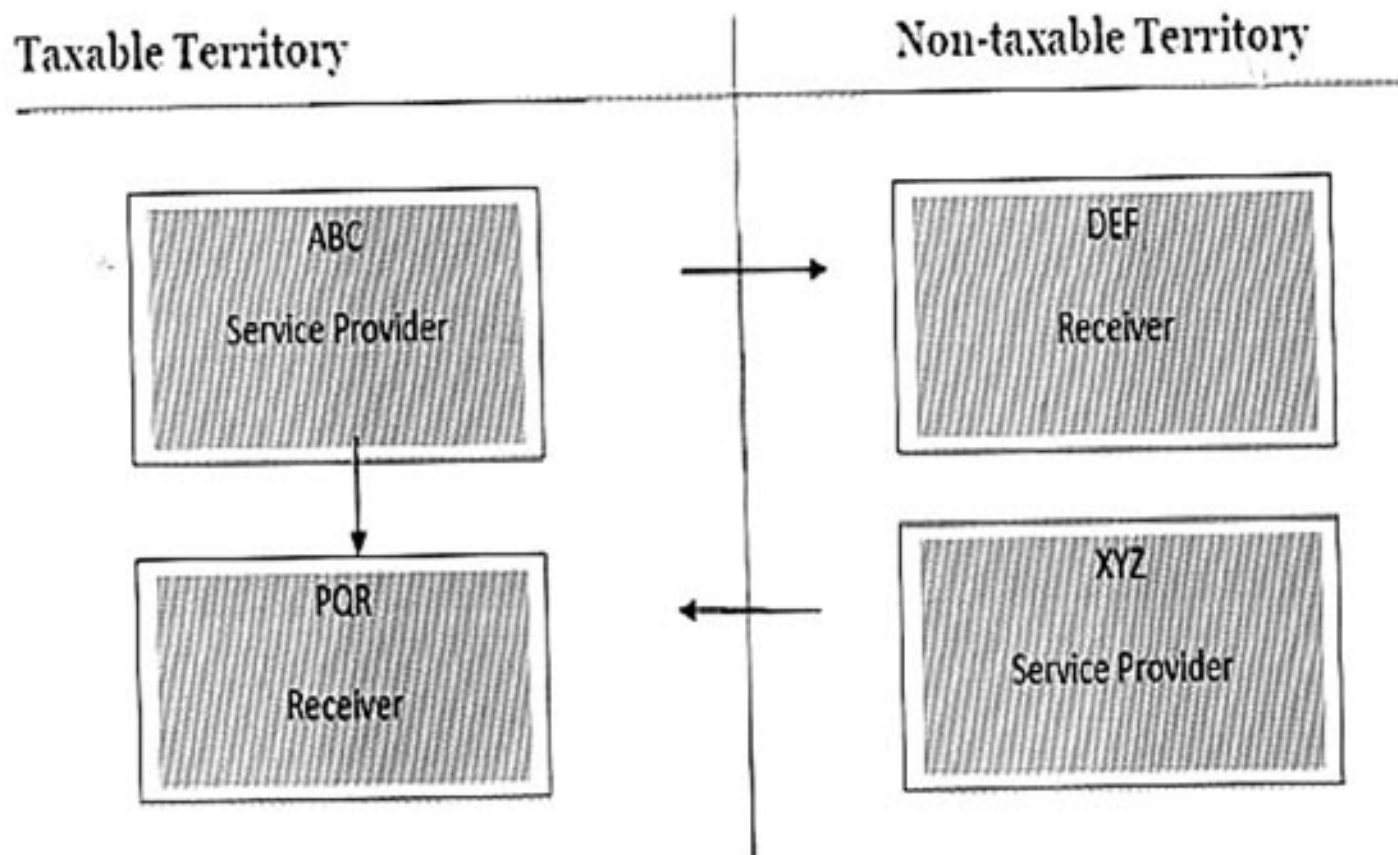 Taxable Territory
Non-taxable Territory
ABC
Service Provider
DEF
Receiver
PQR
Receiver
XYZ
Service Provider